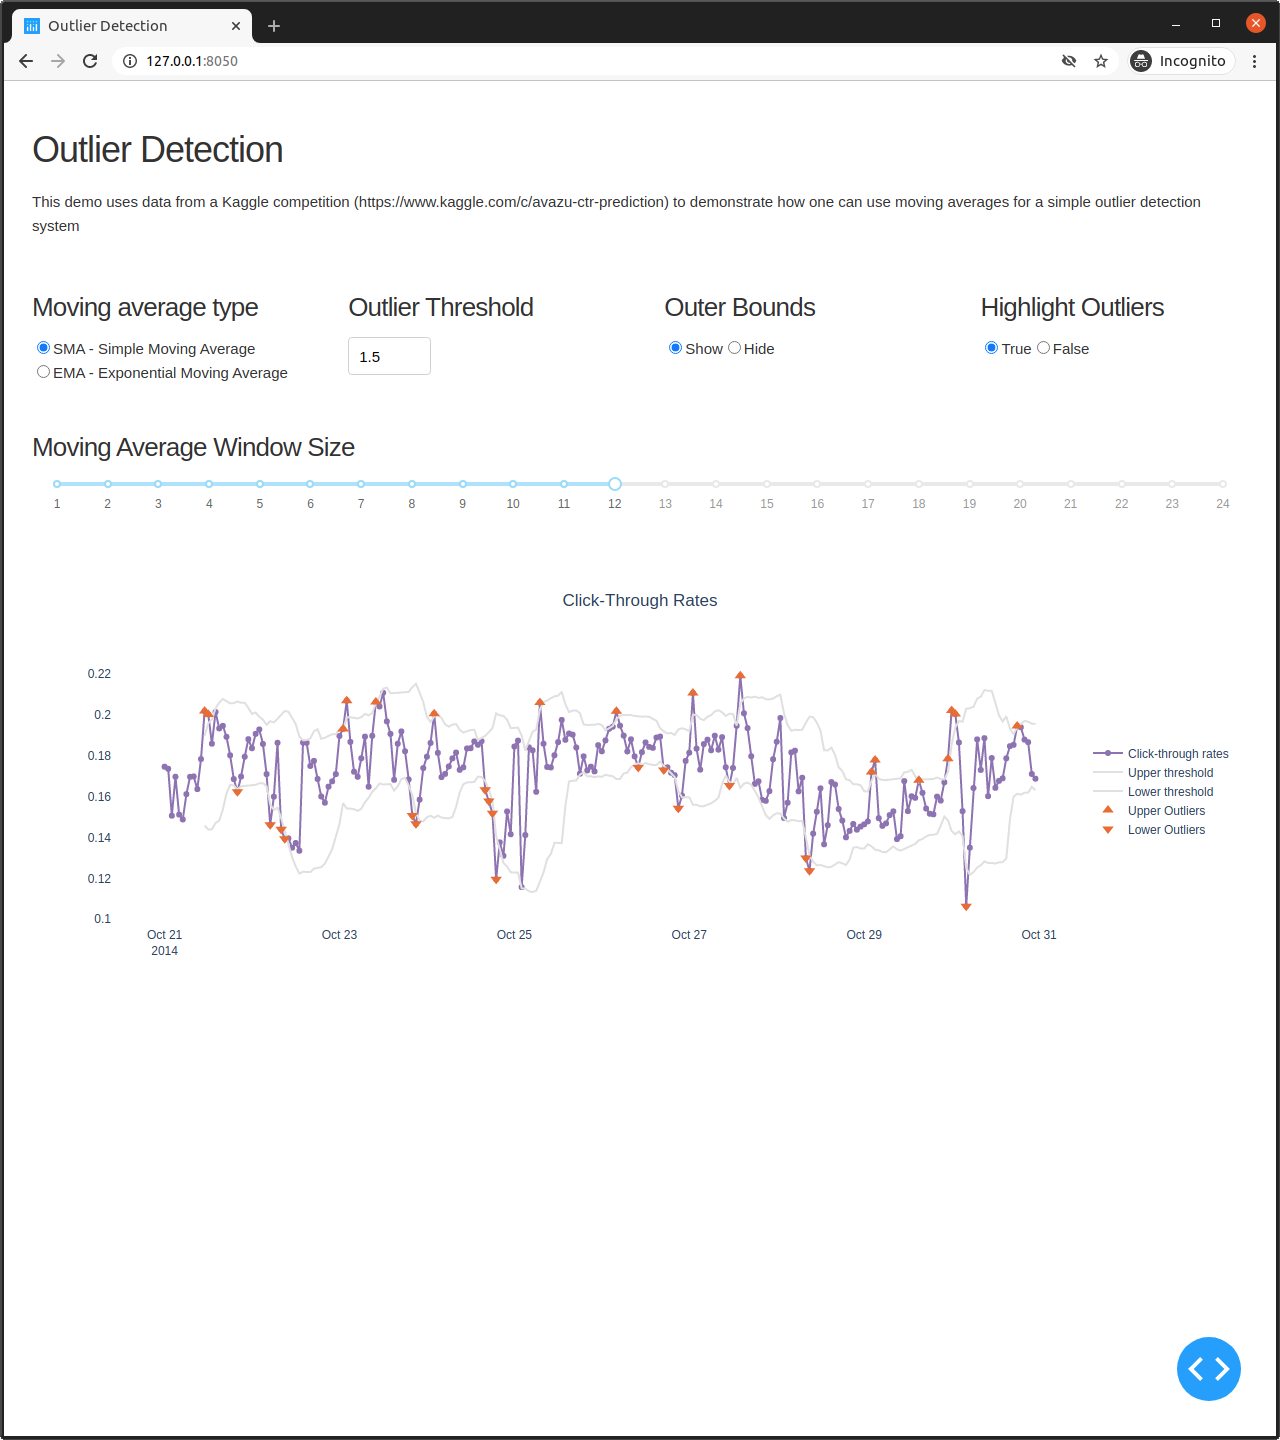 Outlier Detection
127.0.0.1:8050
Incognito
Outlier Detection
This demo uses data from a Kaggle competition (https://www.kaggle.com/c/avazu-ctr-prediction) to demonstrate how one can use moving averages for a simple outlier detection
system
Moving average type
SMA - Simple Moving Average
EMA - Exponential Moving Average
Outlier Threshold
1.5
Outer Bounds
Show Hide
Highlight Outliers
True False
Moving Average Window Size
1 2 3 4 5 6 7 8 9 10 11 12 13 14 15 16 17 18 19 20 21 22 23 24
Click-Through Rates
0.22
0.2
0.18
0.16
0.14
0.12
0.1
Oct 21 Oct 23 Oct 25 Oct 27 Oct 29 Oct 31
2014
Click-through rates
Upper threshold
Lower threshold
Upper Outliers
Lower Outliers